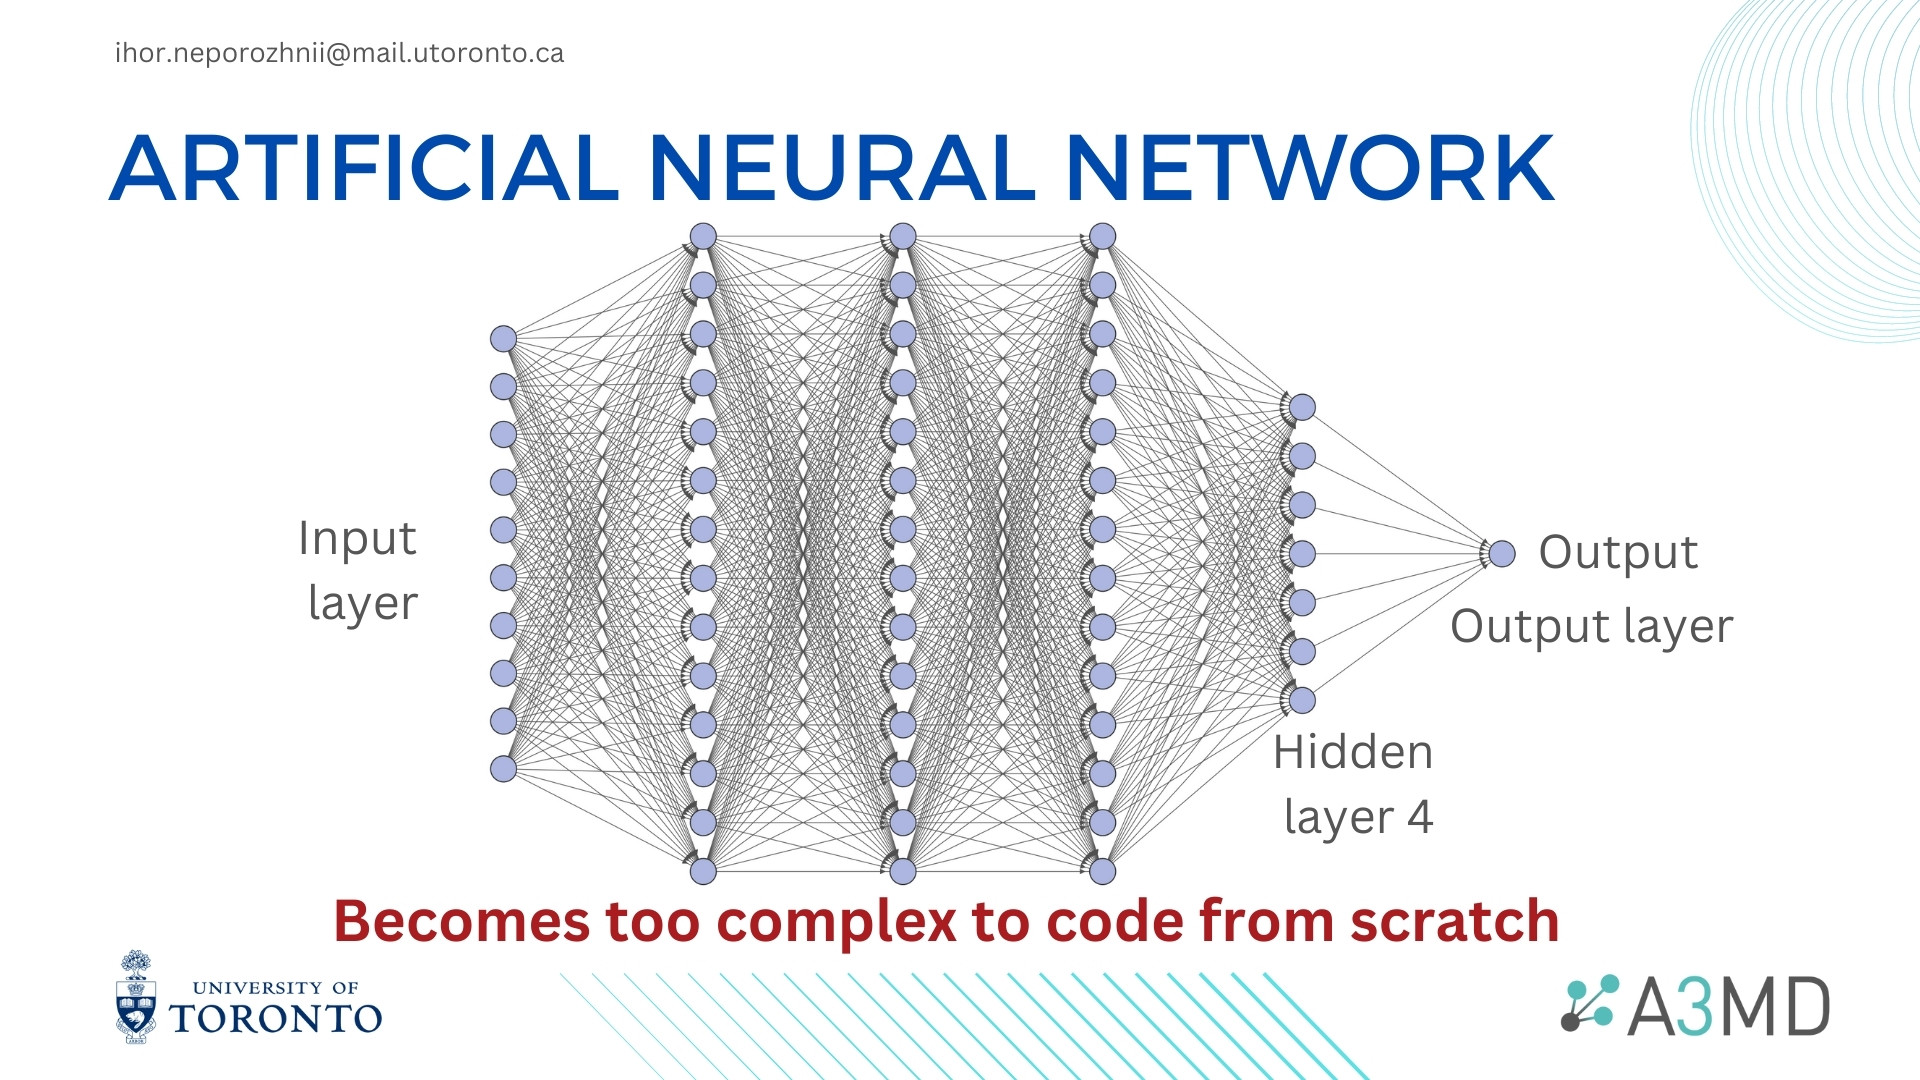 ihor.neporozhnii@mail.utoronto.ca
ARTIFICIAL NEURAL NETWORK
Input
layer
Output
Output layer
Hidden
layer 4
Becomes too complex to code from scratch
UNIVERSITY OF
TORONTO
A3MD